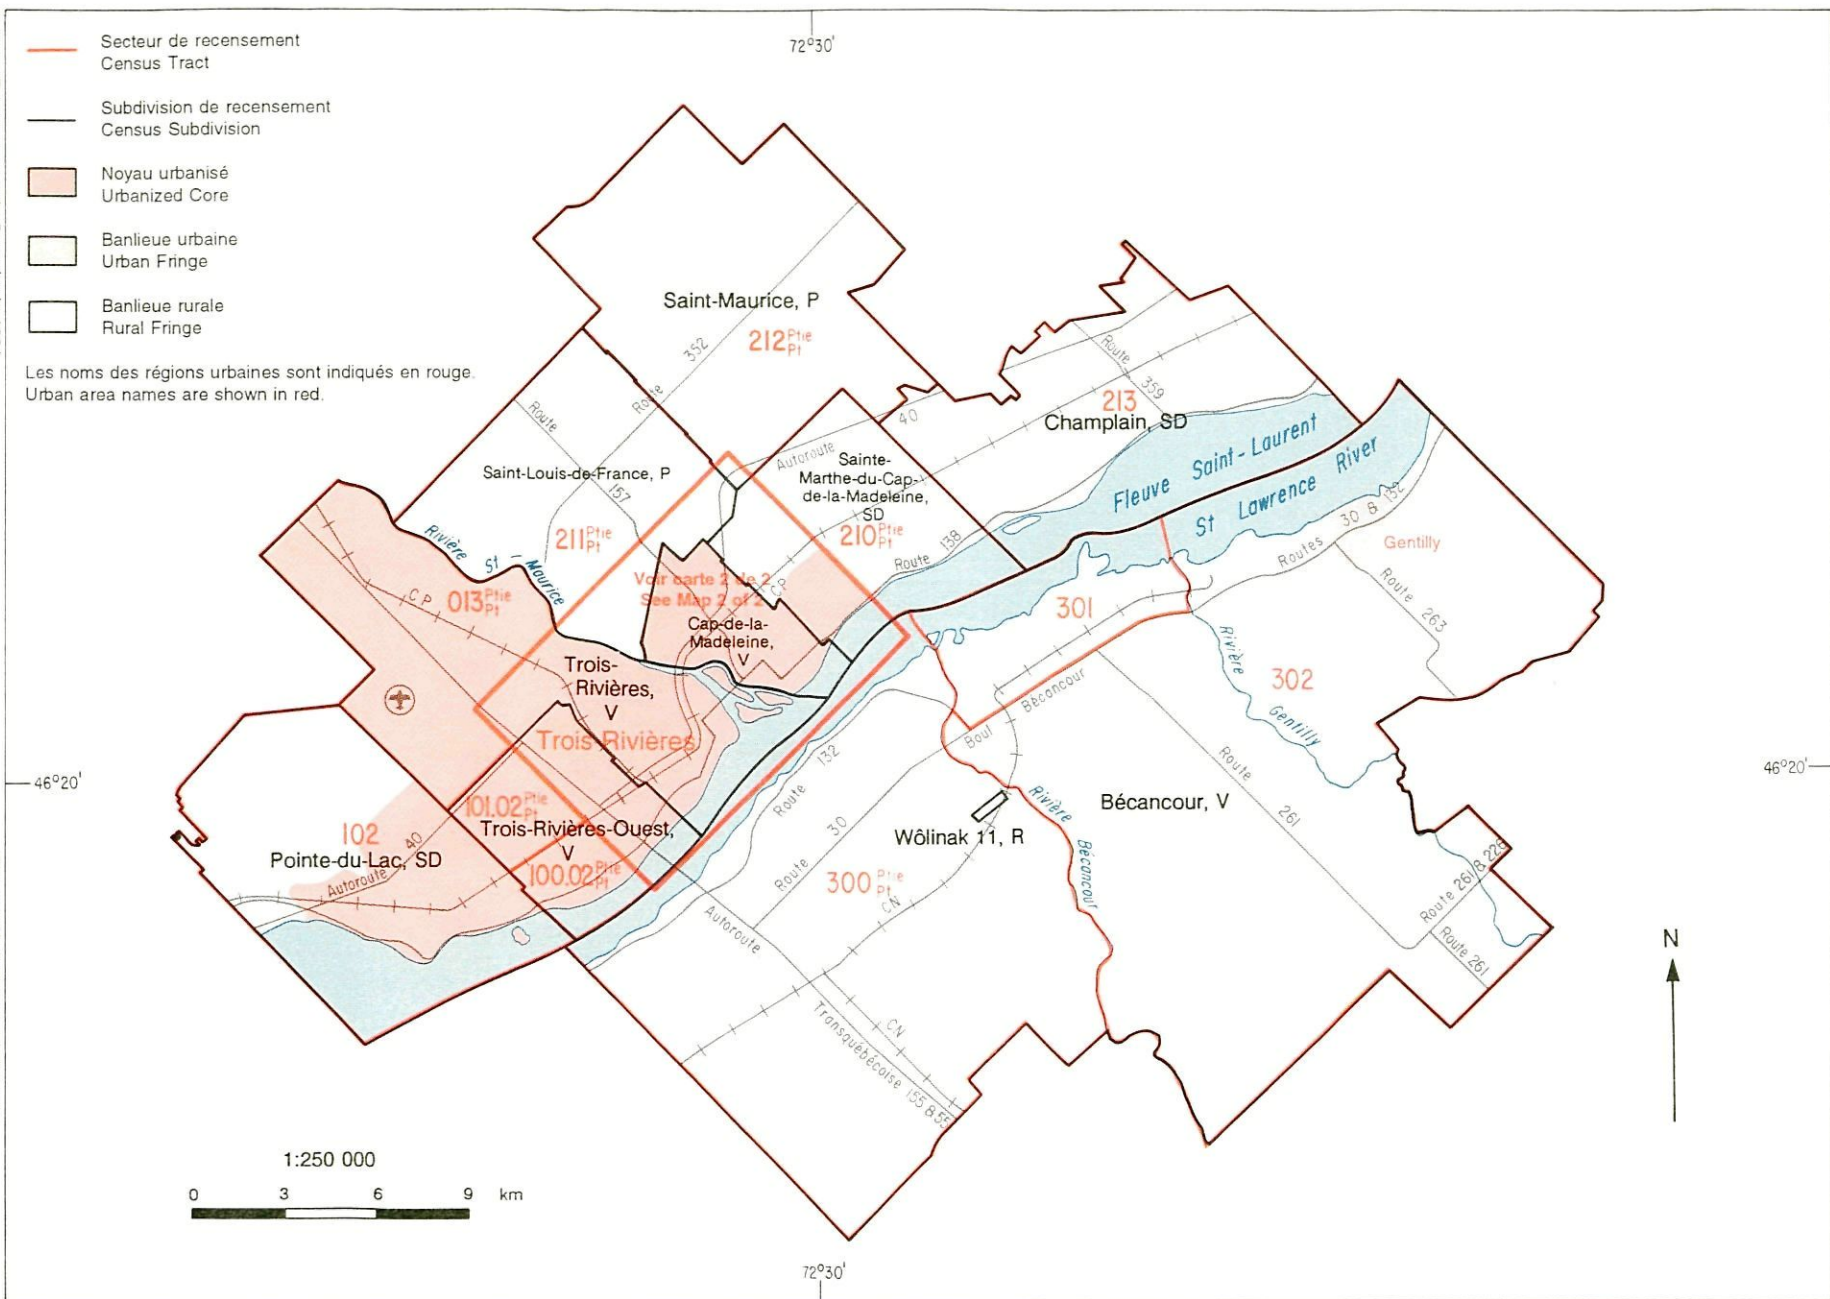 Secteur de recensement
Census Tract
Subdivision de recensement
Census Subdivision
Noyau urbanisé
Urbanized Core
Banlieue urbaine
Urban Fringe
Banlieue rurale
Rural Fringe
Les noms des régions urbaines sont indiqués en rouge.
Urban area names are shown in red.
72°30'
Saint-Maurice, P
212 Ptie
Pt
352
Route
Route
359
213
Champlain, SD
40
Autoroute
Route
157
Saint-Louis-de-France, P
211 Ptie
Pt
Sainte-
Marthe-du-Cap-
de-la-Madeleine,
SD
210 Ptie
Pt
Route 138
Fleuve Saint-Laurent
St Lawrence River
Routes 30 & 132
Gentilly
Route 263
Rivière St-Maurice
CP
013 Ptie
Pt
Voir carte 2 de 2
See Map 2 of 2
CP
Cap-de-la-
Madeleine,
V
301
Rivière Gentilly
302
Trois-
Rivières,
V
Trois-Rivières
Boul Bécancour
46°20'
46°20'
Route 132
Route 30
Route 261
101.02 Ptie
Pt
Trois-Rivières-Ouest,
V
100.02 Ptie
Pt
102
Pointe-du-Lac, SD
Autoroute 40
Wôlinak 11, R
Rivière Bécancour
Bécancour, V
300 Ptie
Pt
CN
Route 261 & 226
Route 261
Autoroute
Transquébécoise 155 & 55
CN
N
1:250 000
0 3 6 9 km
72°30'